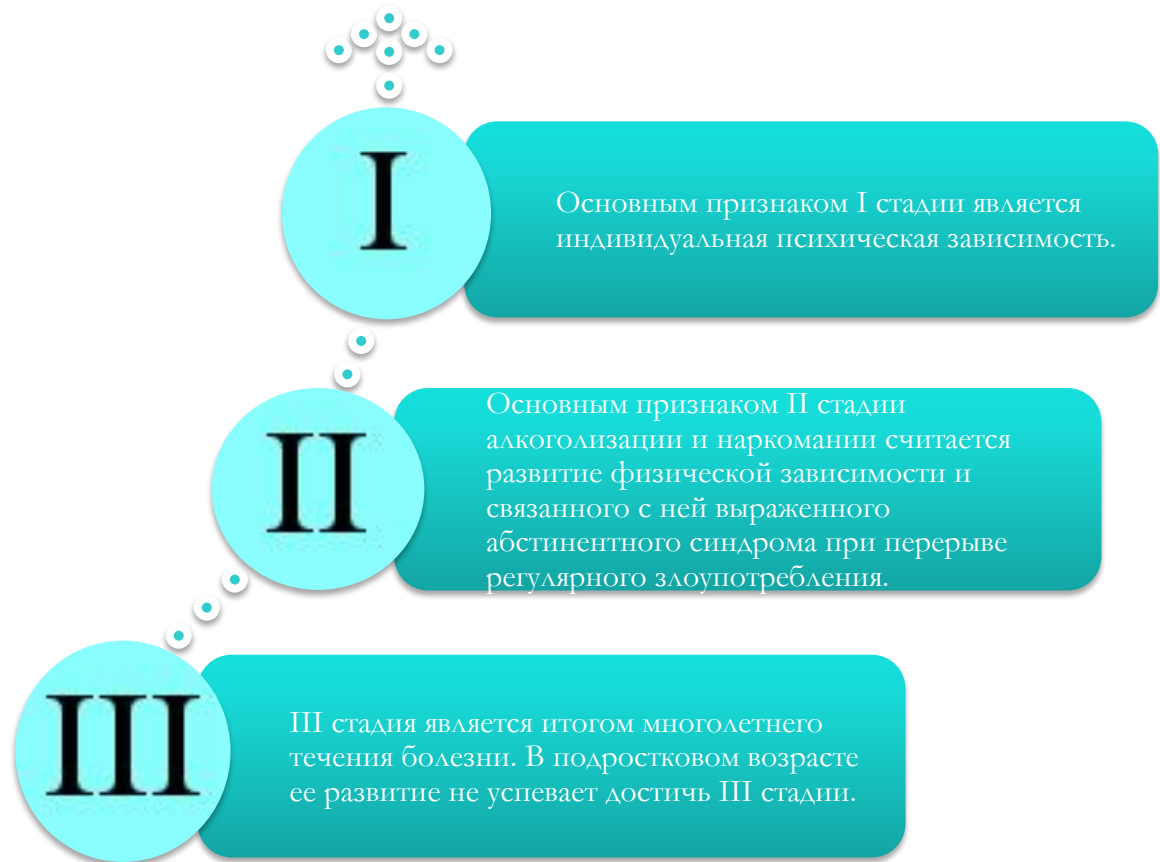 I
Основным признаком I стадии является
индивидуальная психическая зависимость.
II
Основным признаком II стадии
алкоголизации и наркомании считается
развитие физической зависимости и
связанного с ней выраженного
абстинентного синдрома при перерыве
регулярного злоупотребления.
III
III стадия является итогом многолетнего
течения болезни. В подростковом возрасте
ее развитие не успевает достичь III стадии.